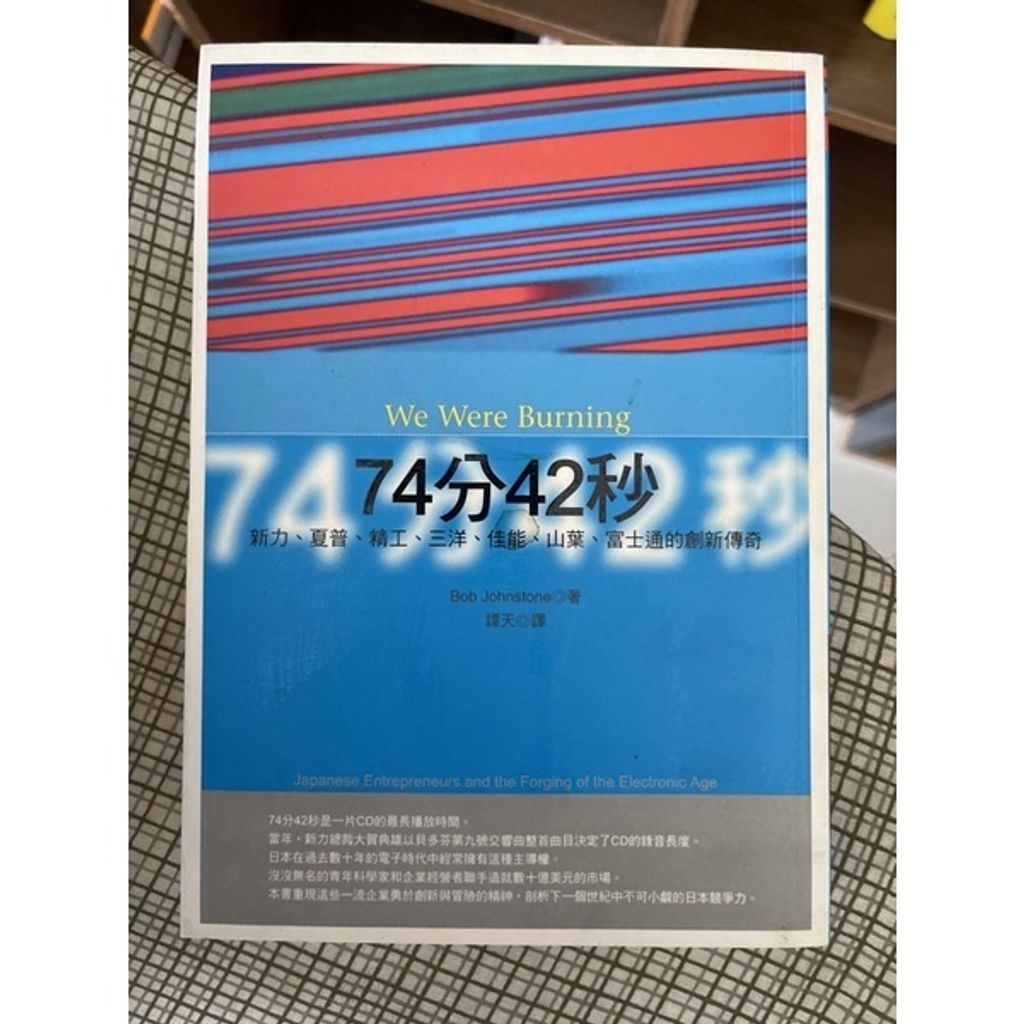 We Were Burning
74分42秒
74分42秒
新力、夏普、精工、三洋、佳能、山葉、富士通的創新傳奇
Bob Johnstone◎著
譚天◎譯
Japanese Entrepreneurs and the Forging of the Electronic Age
74分42秒是一片CD的最長播放時間。
當年，新力總裁大賀典雄以貝多芬第九號交響曲整首曲目決定了CD的錄音長度。
日本在過去數十年的電子時代中經常擁有這種主導權。
沒沒無名的青年科學家和企業經營者聯手造就數十億美元的市場。
本書重現這些一流企業勇於創新與冒險的精神，剖析下一個世紀中不可小覷的日本競爭力。